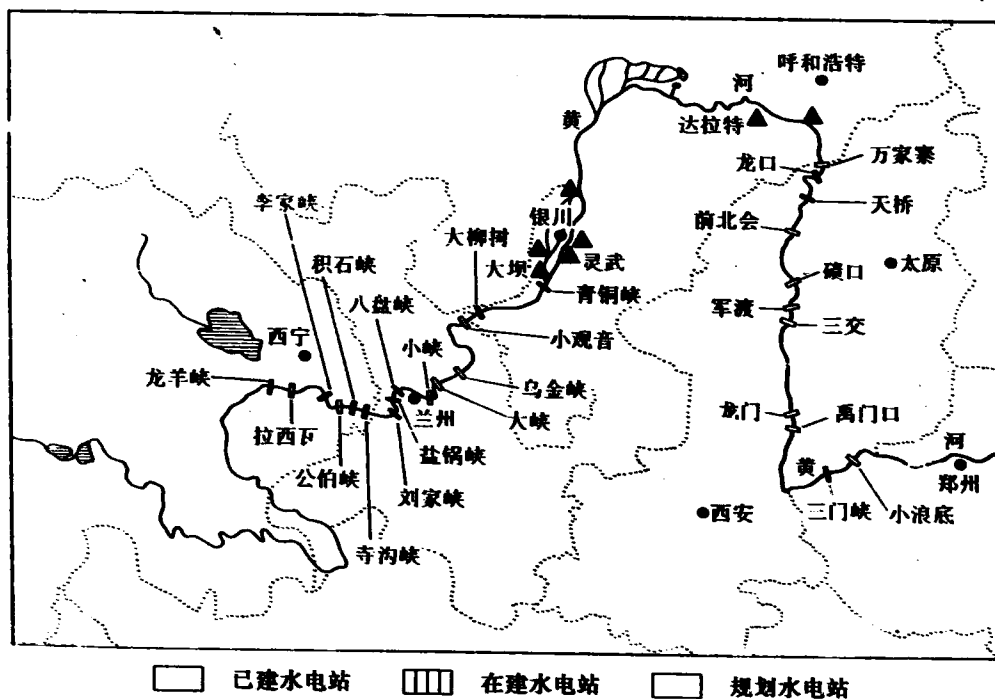 呼和浩特
河
黄
达拉特
万家寨
龙口
天桥
李家峡
银川
前北会
大柳树
积石峡
大坝
灵武
碛口
太原
八盘峡
青铜峡
军渡
西宁
三交
小峡
小观音
龙羊峡
乌金峡
兰州
大峡
龙门
禹门口
拉西瓦
盐锅峡
公伯峡
刘家峡
黄
河
郑州
西安
三门峡
小浪底
寺沟峡
已建水电站
在建水电站
规划水电站